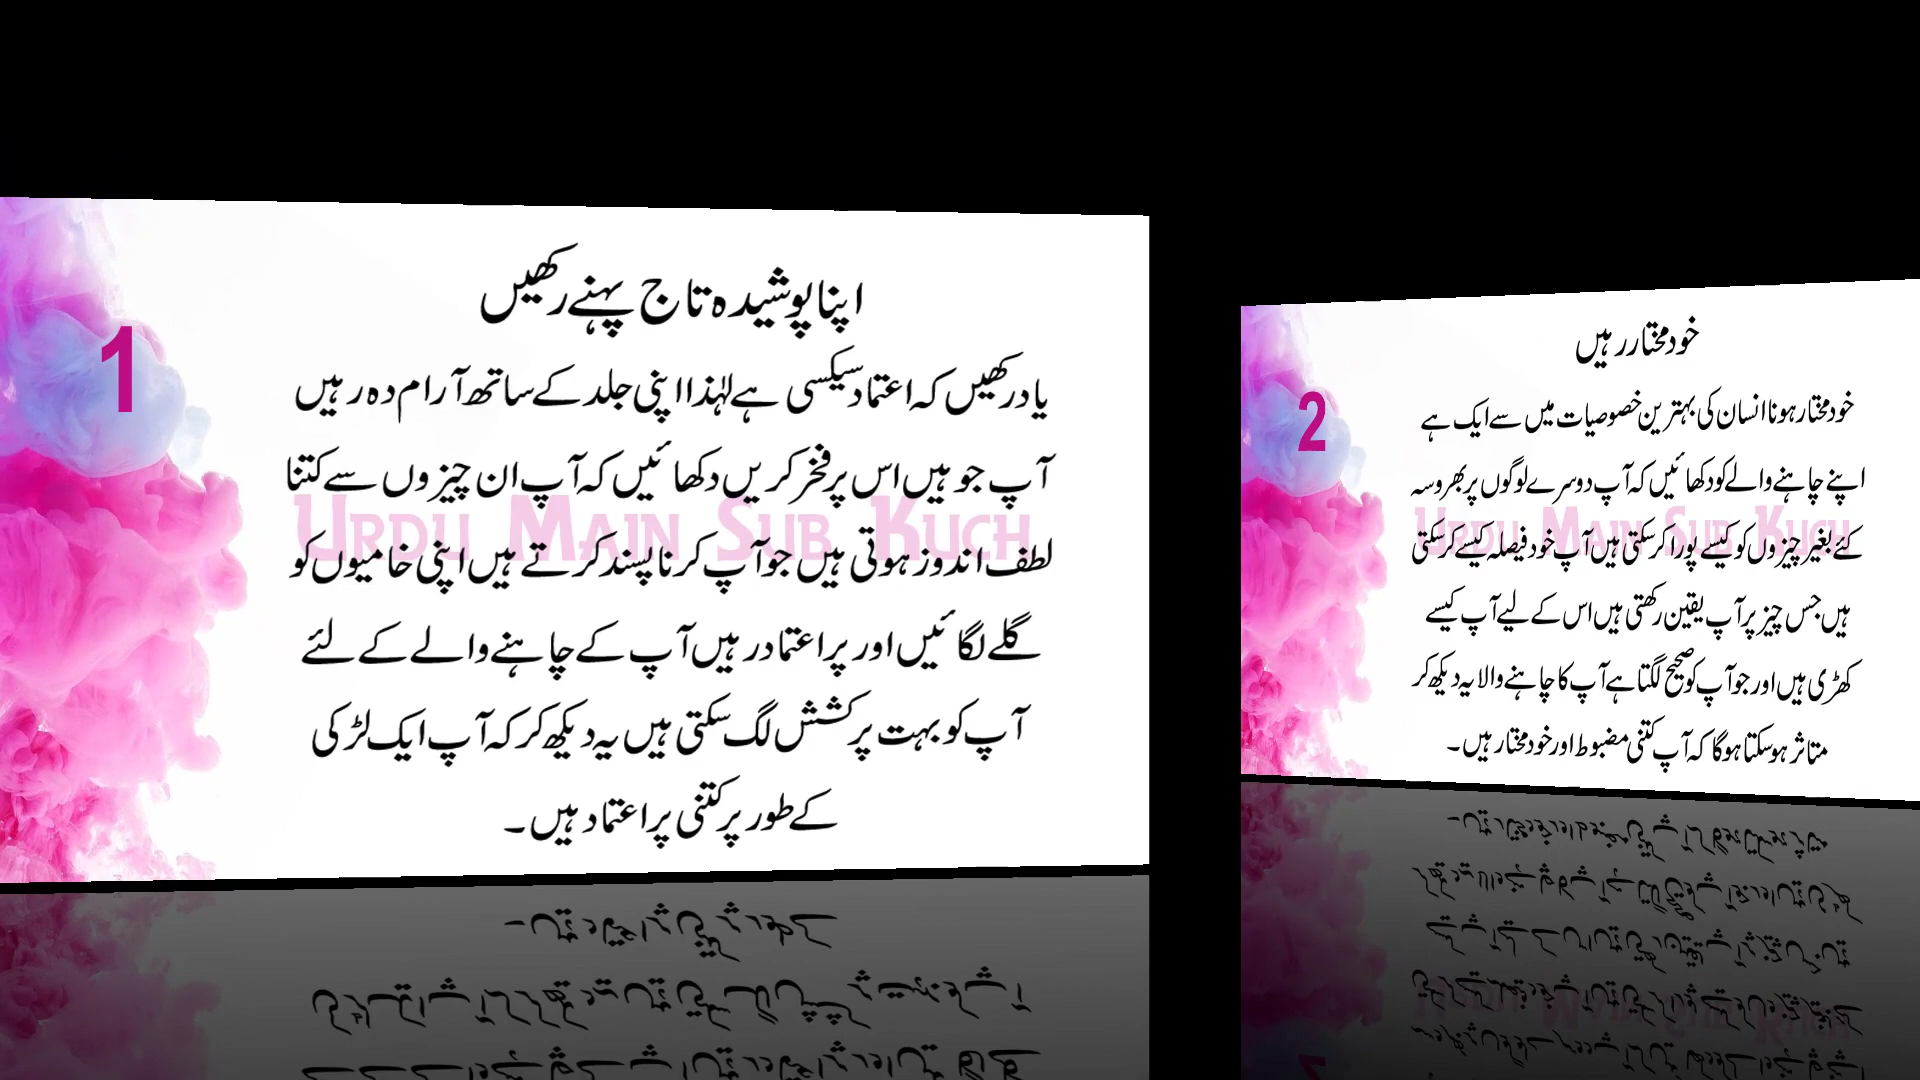 1
اپنا پوشیدہ تاج پہنے رکھیں
یاد رکھیں کہ اعتماد سیکسی ہے لہٰذا اپنی جلد کے ساتھ آرام دہ رہیں
آپ جو ہیں اس پر فخر کریں دکھائیں کہ آپ ان چیزوں سے کتنا
لطف اندوز ہوتی ہیں جو آپ کرنا پسند کرتے ہیں اپنی خامیوں کو
گلے لگائیں اور پر اعتماد رہیں آپ کے چاہنے والے کے لئے
آپ کو بہت پر کشش لگ سکتی ہیں یہ دیکھ کر کہ آپ ایک لڑکی
کے طور پر کتنی پر اعتماد ہیں۔
URDU MAIN SUB KUCH
2
خود مختار رہیں
خود مختار ہونا انسان کی بہترین خصوصیات میں سے ایک ہے
اپنے چاہنے والے کو دکھائیں کہ آپ دوسرے لوگوں پر بھروسہ
کئے بغیر چیزوں کو کیسے پورا کر سکتی ہیں آپ خود فیصلہ کیسے کر سکتی
ہیں جس چیز پر آپ یقین رکھتی ہیں اس کے لیے آپ کیسے
کھڑی ہیں اور جو آپ کو صحیح لگتا ہے آپ کا چاہنے والا یہ دیکھ کر
متاثر ہو سکتا ہو گا کہ آپ کتنی مضبوط اور خود مختار ہیں۔
URDU MAIN SUB KUCH